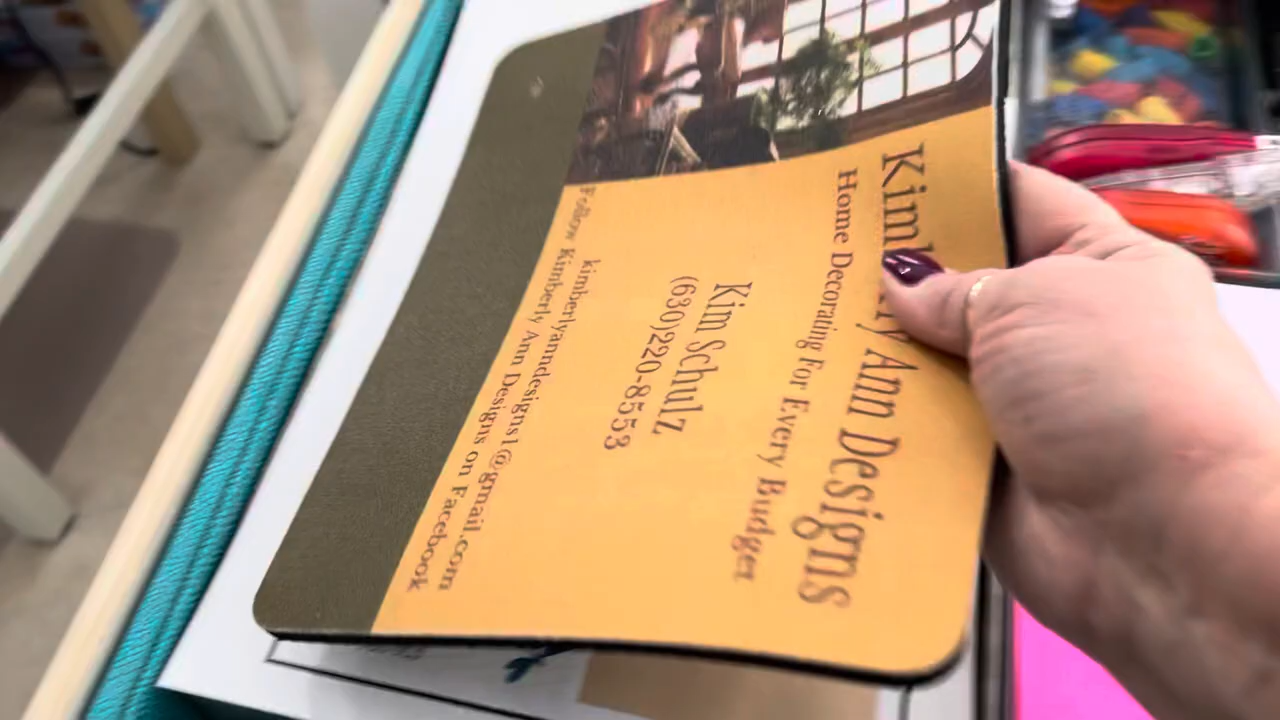 Kimberly Ann Designs
Home Decorating For Every Budget
Kim Schulz
(630)220-8553
kimberlyanndesigns1@gmail.com
Follow Kimberly Ann Designs on Facebook